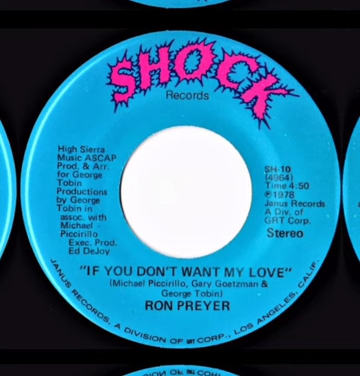 SHOCK
Records
High Sierra
Music ASCAP
Prod. & Arr.
for George
Tobin
Productions
by George
Tobin in
assoc. with
Michael
Piccirillo
Exec. Prod.
Ed DeJoy
SH-10
(4964)
Time 4:50
℗1978
Janus Records
A Div. of
GRT Corp.
Stereo
"IF YOU DON'T WANT MY LOVE"
(Michael Piccirillo, Gary Goetzman &
George Tobin)
RON PREYER
JANUS RECORDS, A DIVISION OF GRT CORP., LOS ANGELES, CALIF.